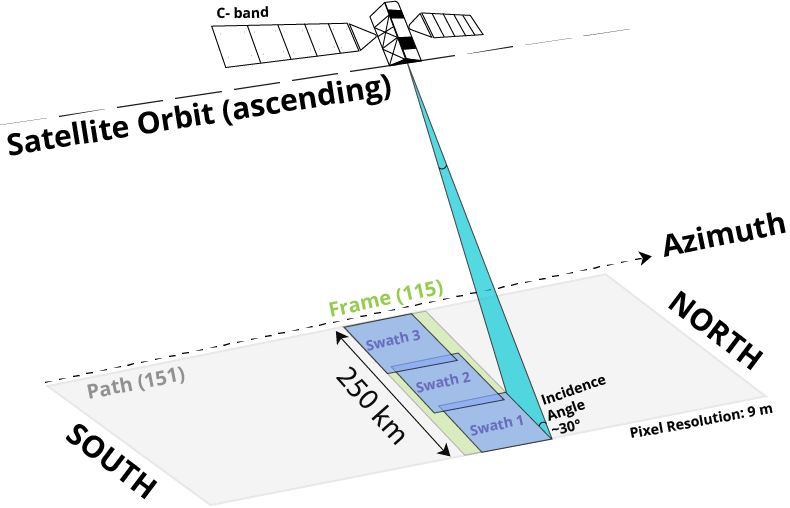 C- band
Satellite Orbit (ascending)
Azimuth
Frame (115)
NORTH
Swath 3
Path (151)
Swath 2
250 km
Incidence
Angle
~30°
Swath 1
Pixel Resolution: 9 m
SOUTH